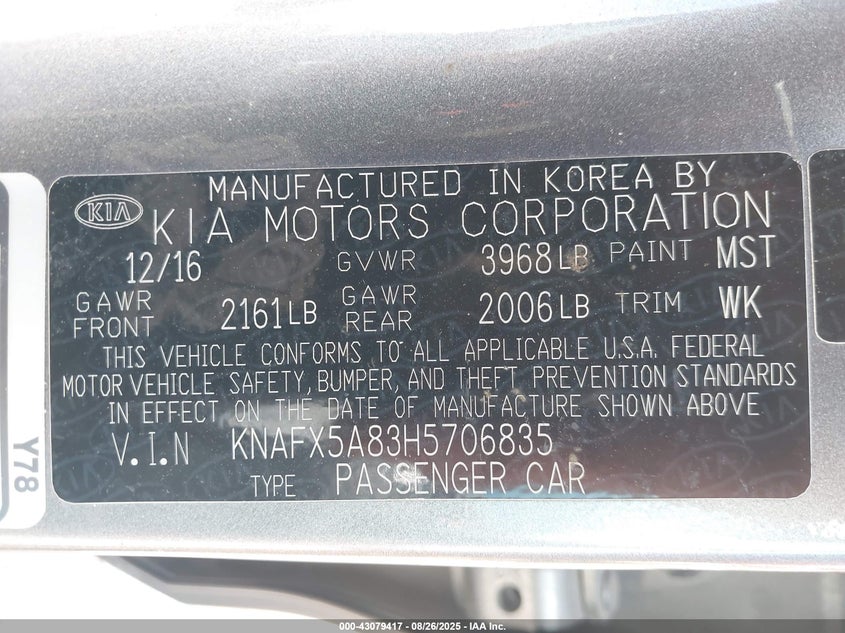 MANUFACTURED IN KOREA BY
KIA
KIA MOTORS CORPORATION
12/16 GVWR 3968LB PAINT MST
GAWR FRONT 2161LB GAWR REAR 2006LB TRIM WK
THIS VEHICLE CONFORMS TO ALL APPLICABLE U.S.A. FEDERAL
MOTOR VEHICLE SAFETY, BUMPER, AND THEFT PREVENTION STANDARDS
IN EFFECT ON THE DATE OF MANUFACTURE SHOWN ABOVE
V.I.N KNAFX5A83H5706835
TYPE PASSENGER CAR
Y78
000-43079417 - 08/26/2025 - IAA Inc.